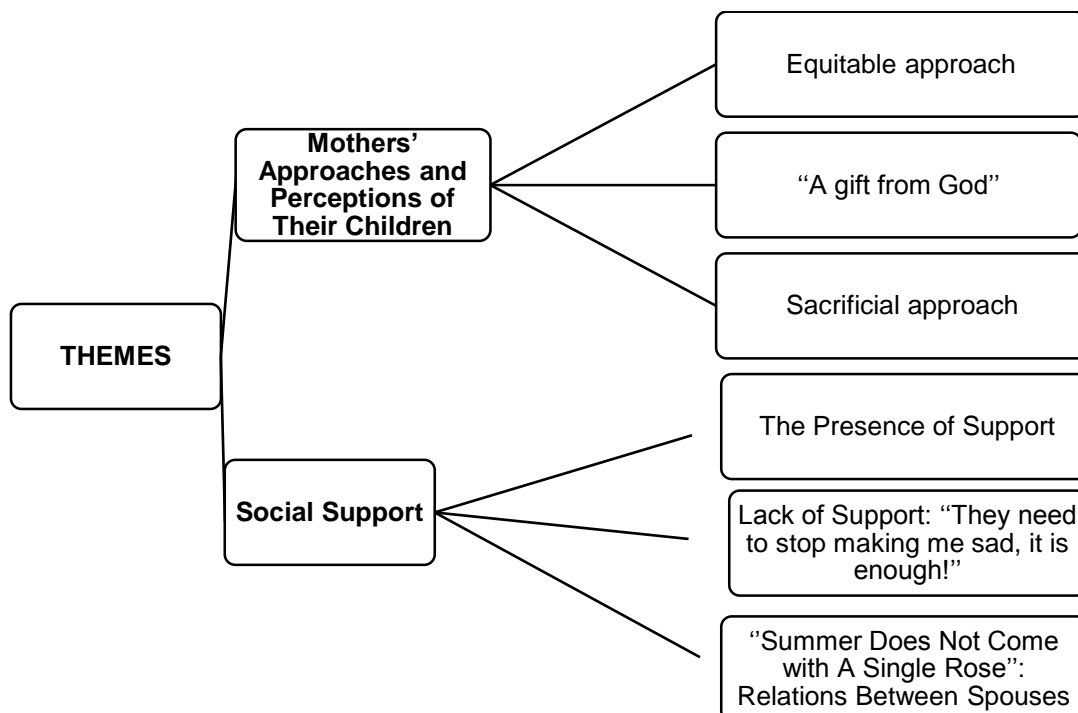 Equitable approach
Mothers’
Approaches and
Perceptions of
Their Children
‘‘A gift from God’’
Sacrificial approach
THEMES
The Presence of Support
Social Support
Lack of Support: ‘‘They need
to stop making me sad, it is
enough!’’
‘’Summer Does Not Come
with A Single Rose’’:
Relations Between Spouses